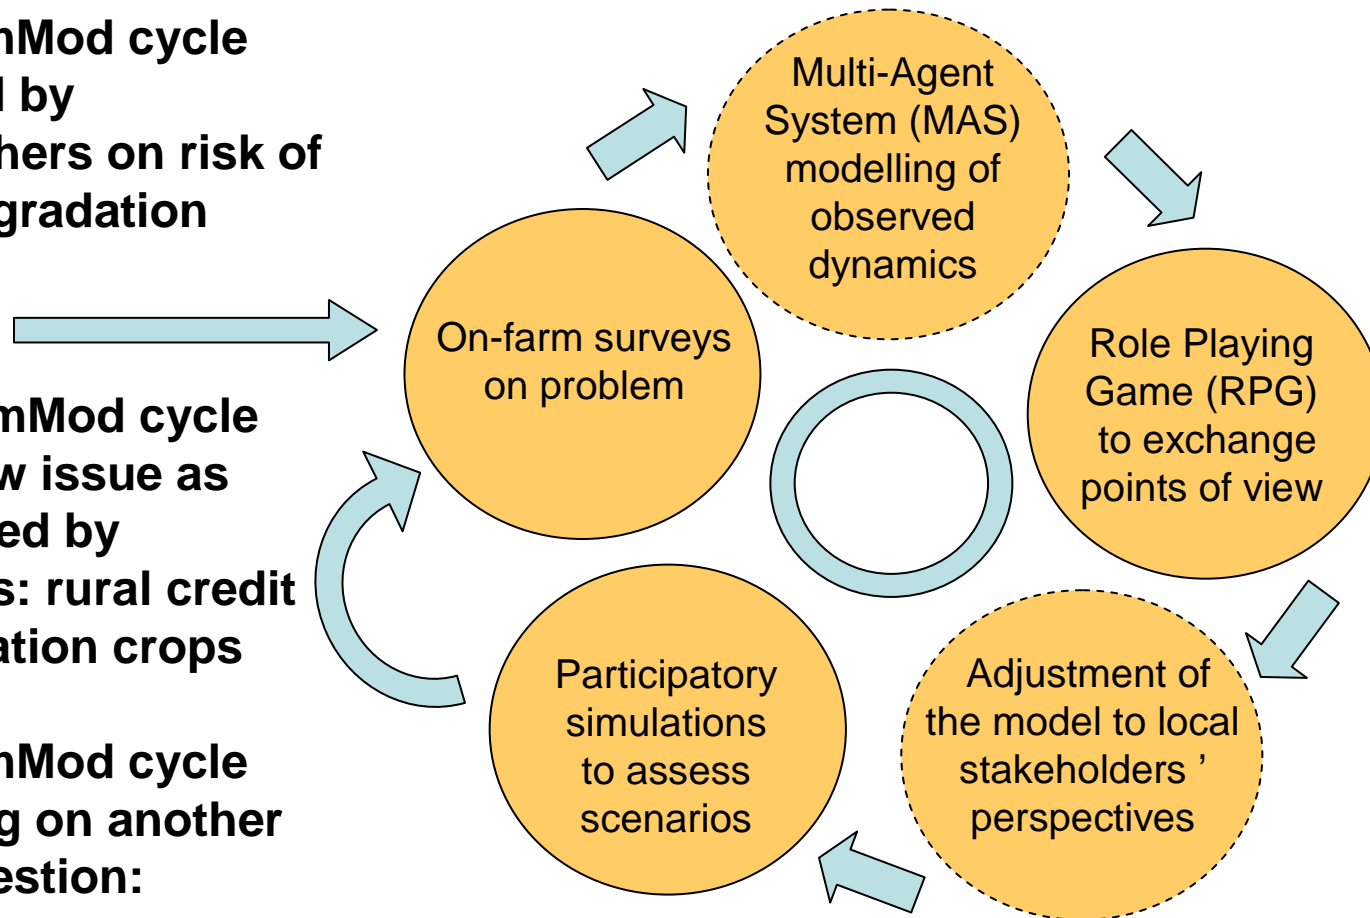 mMod cycle
d by
hers on risk of
gradation
mMod cycle
w issue as
ed by
s: rural credit
ation crops
mMod cycle
g on another
estion:
Multi-Agent
System (MAS)
modelling of
observed
dynamics
On-farm surveys
on problem
Role Playing
Game (RPG)
to exchange
points of view
Participatory
simulations
to assess
scenarios
Adjustment of
the model to local
stakeholders ’
perspectives